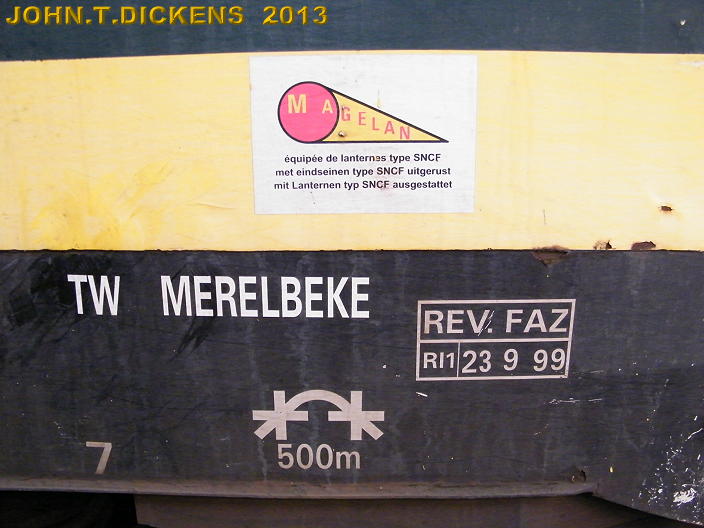 JOHN.T.DICKENS 2013
MAGELAN
équipée de lanternes type SNCF
met eindseinen type SNCF uitgerust
mit Lanternen typ SNCF ausgestattet
TW MERELBEKE
REV. FAZ
RI1 23 9 99
500m
7